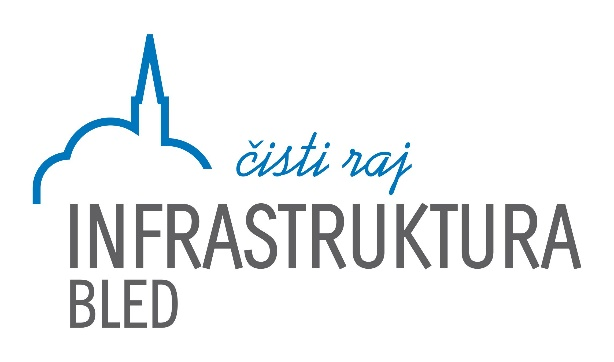 čisti raj
INFRASTRUKTURA
BLED